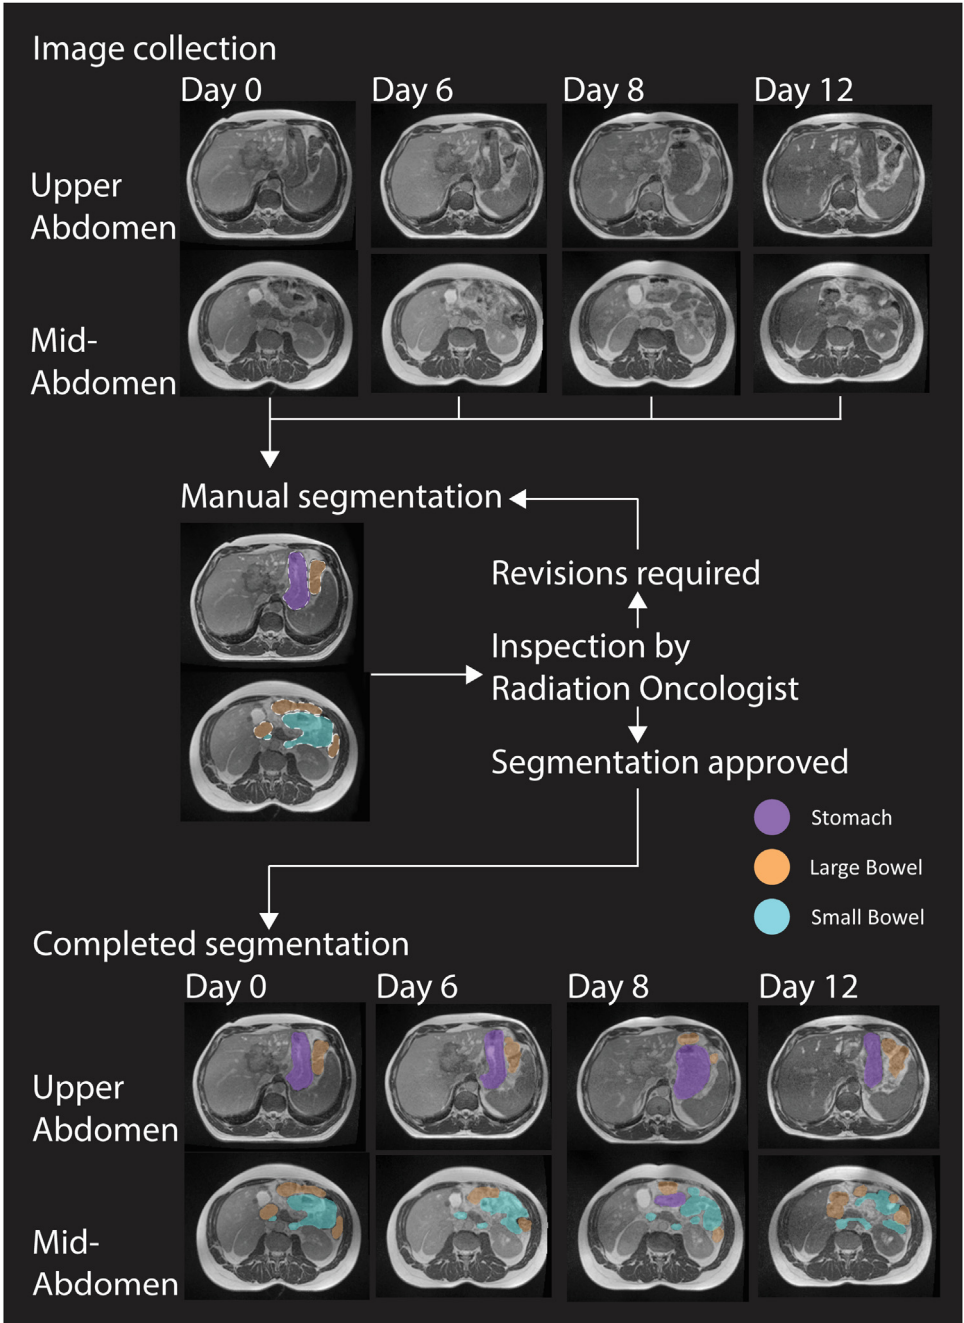 Image collection
Day 0
Day 6
Day 8
Day 12
Upper
Abdomen
Mid-
Abdomen
Manual segmentation
Revisions required
Inspection by
Radiation Oncologist
Segmentation approved
Stomach
Large Bowel
Small Bowel
Completed segmentation
Day 0
Day 6
Day 8
Day 12
Upper
Abdomen
Mid-
Abdomen